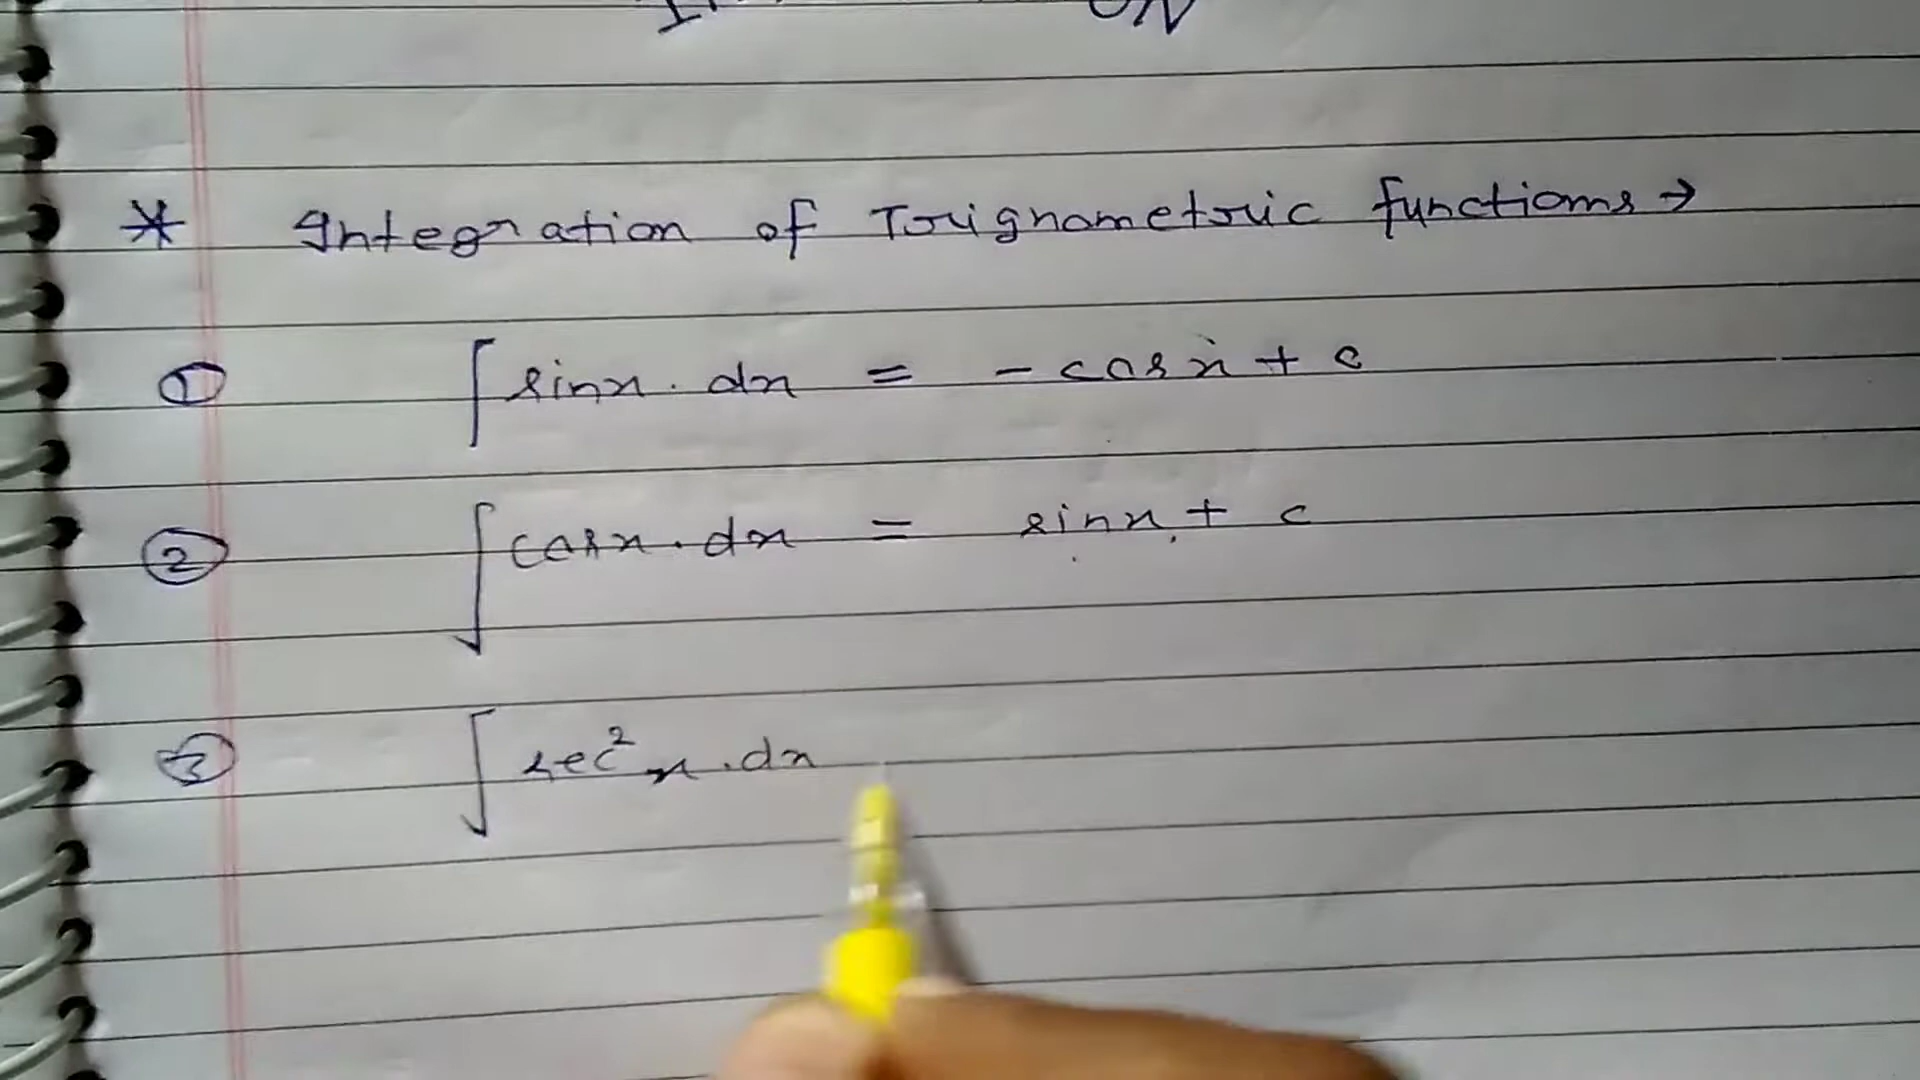 * Integration of Trignometric functions →
① ∫ sinx . dx = - cosx + c
② ∫ cosx . dx = sinx + c
③ ∫ sec²x . dx